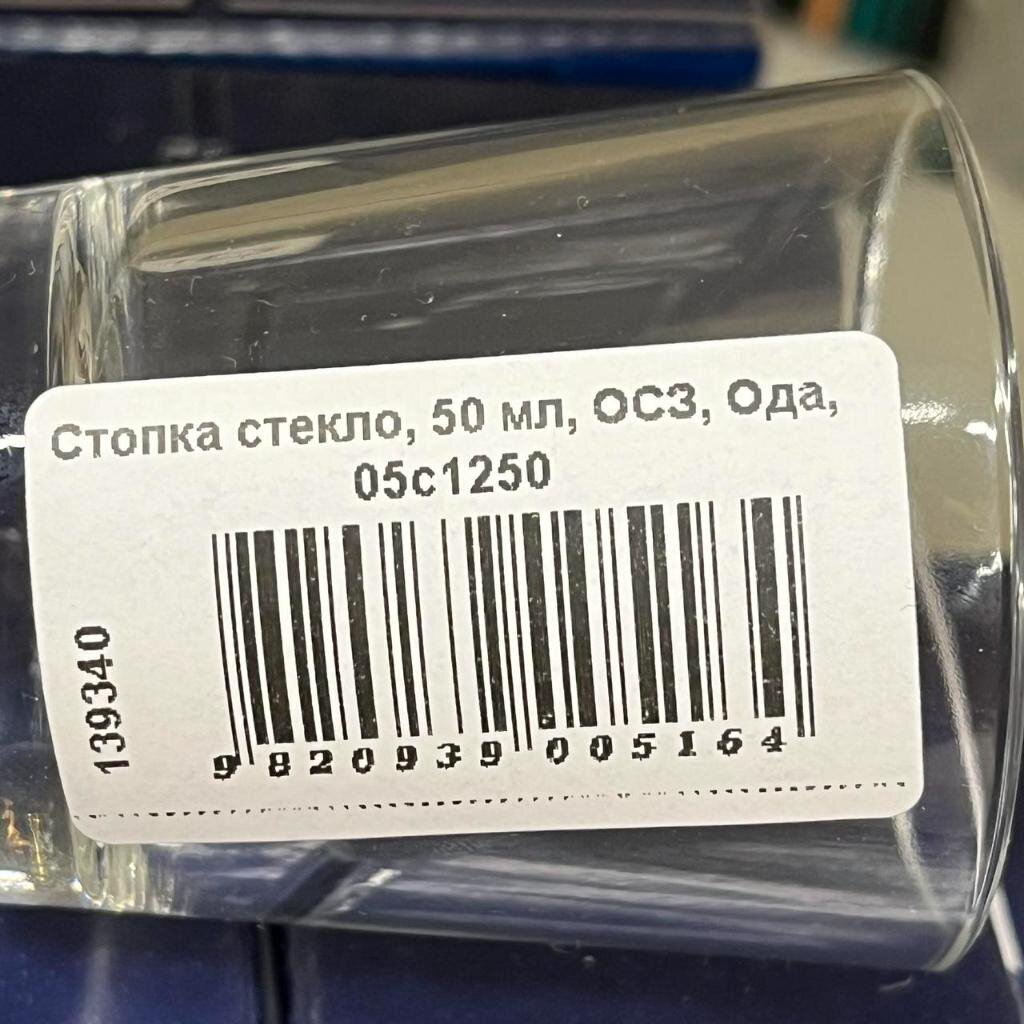 Стопка стекло, 50 мл, ОСЗ, Ода,
05с1250
139340
9 820939 005164